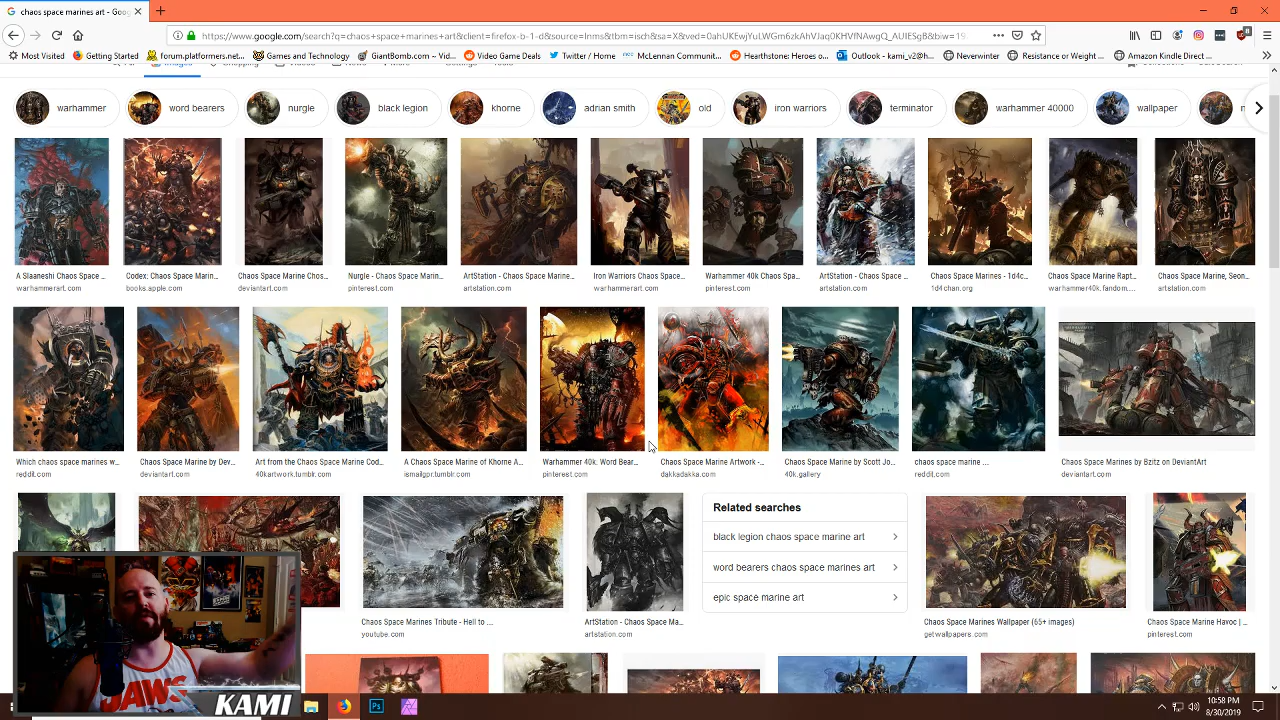 chaos space marines art - Goo
https://www.google.com/search?q=chaos+space+marines+art&client=firefox-b-1-d&source=lnms&tbm=isch&sa=X&ved=
Most Visited
Getting Started
forum.platformers.net...
Games and Technology
GiantBomb (-- Vid...
Video Game Deals
Twitter / Home
McLennan Communit...
Heartstone: Heroes o...
kami_v2@h...
Neverwinter
Resistance or Weight ...
Amazon Kindle Direct ...
warhammer
word bearers
nurgle
black legion
khorne
adrian smith
old
iron warriors
terminator
warhammer 40000
wallpaper
A Slaaneshi Chaos Space ...
Codex: Chaos Space Marin...
Chaos Space Marine Chos...
Nurgle - Chaos Space Marin...
ArtStation - Chaos Space Marine...
Iron Warriors Chaos Space...
Warhammer 40k Chaos Spa...
ArtStation - Chaos Space ...
Chaos Space Marines - 1d4c...
Chaos Space Marine Rapt...
Chaos Space Marine, Seon...
warhammerart.com
books.apple.com
deviantart.com
pinterest.com
artstation.com
warhammerart.com
pinterest.com
artstation.com
1d4chan.org
warhammer40k.fandom....
artstation.com
Which chaos space marines w...
Chaos Space Marine by Dev...
Art from the Chaos Space Marine Cod...
A Chaos Space Marine of Khorne A...
Warhammer 40k. Word Bear...
Chaos Space Marine Artwork -...
Chaos Space Marine by Scott Jo...
chaos space marine ...
Chaos Space Marines by Bzitz on DeviantArt
reddit.com
deviantart.com
40kartwork.tumblr.com
ismailgpr.tumblr.com
pinterest.com
dakkadakka.com
40k.gallery
reddit.com
deviantart.com
Related searches
black legion chaos space marine art
word bearers chaos space marines art
epic space marine art
Chaos Space Marines Tribute - Hell to ...
ArtStation - Chaos Space Ma...
Chaos Space Marines Wallpaper (65+ images)
Chaos Space Marine Havoc | ...
youtube.com
artstation.com
getwallpapers.com
pinterest.com
JAWS
KAMI
Ps
10:58 PM
8/30/2019